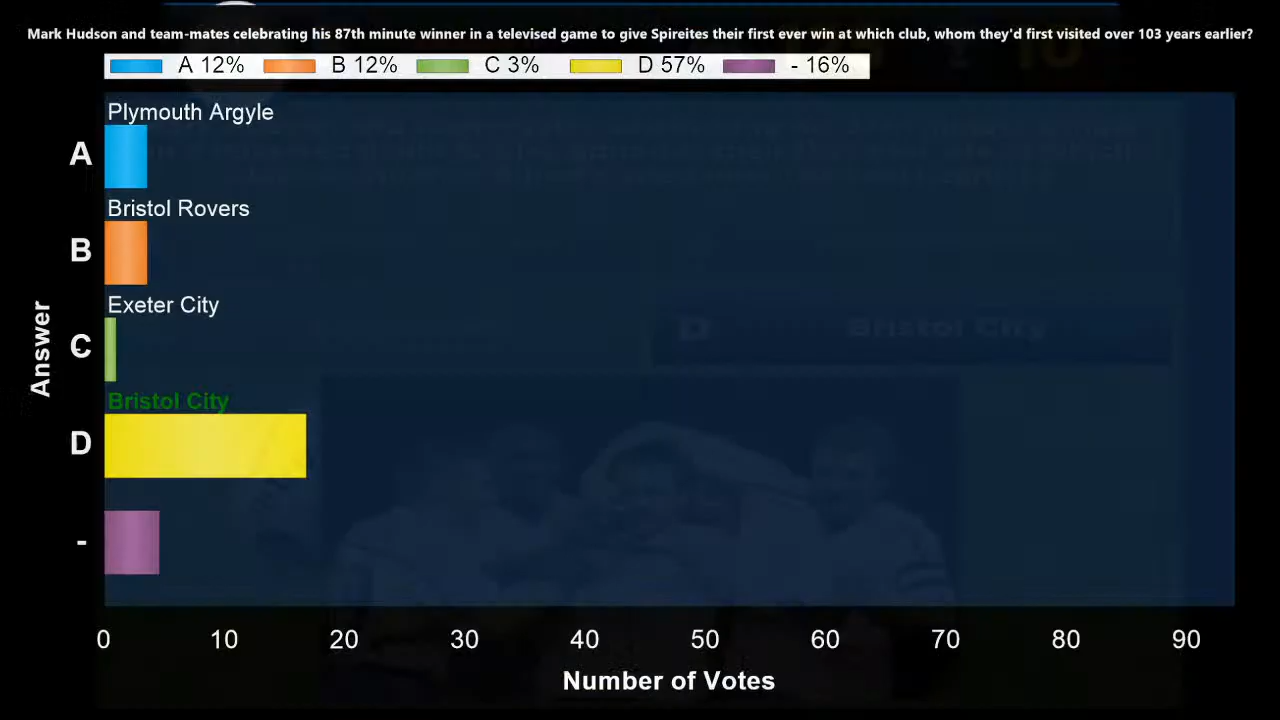 Mark Hudson and team-mates celebrating his 87th minute winner in a televised game to give Spireites their first ever win at which club, whom they'd first visited over 103 years earlier?
A 12% B 12% C 3% D 57% - 16%
Plymouth Argyle
A
Bristol Rovers
B
Exeter City
C
Bristol City
D
-
Answer
D Bristol City
0 10 20 30 40 50 60 70 80 90
Number of Votes